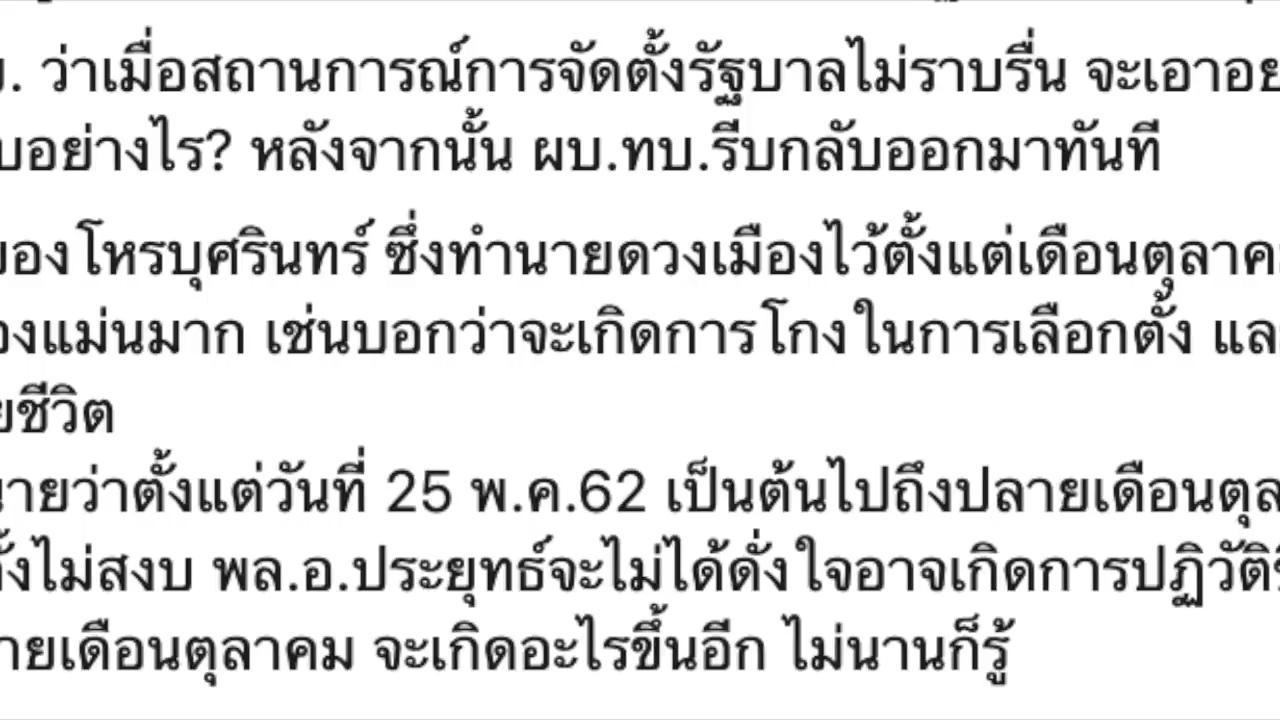 ว่าเมื่อสถานการณ์การจัดตั้งรัฐบาลไม่ราบรื่น จะเอาอย
บอย่างไร? หลังจากนั้น ผบ.ทบ.รีบกลับออกมาทันที
ของโหรบุศรินทร์ ซึ่งทำนายดวงเมืองไว้ตั้งแต่เดือนตุลาค
องแม่นมาก เช่นบอกว่าจะเกิดการโกงในการเลือกตั้ง แล
ยชีวิต
นายว่าตั้งแต่วันที่ 25 พ.ค.62 เป็นต้นไปถึงปลายเดือนตุล
ั้งไม่สงบ พล.อ.ประยุทธ์จะไม่ได้ดั่งใจอาจเกิดการปฏิวัติ
ายเดือนตุลาคม จะเกิดอะไรขึ้นอีก ไม่นานก็รู้